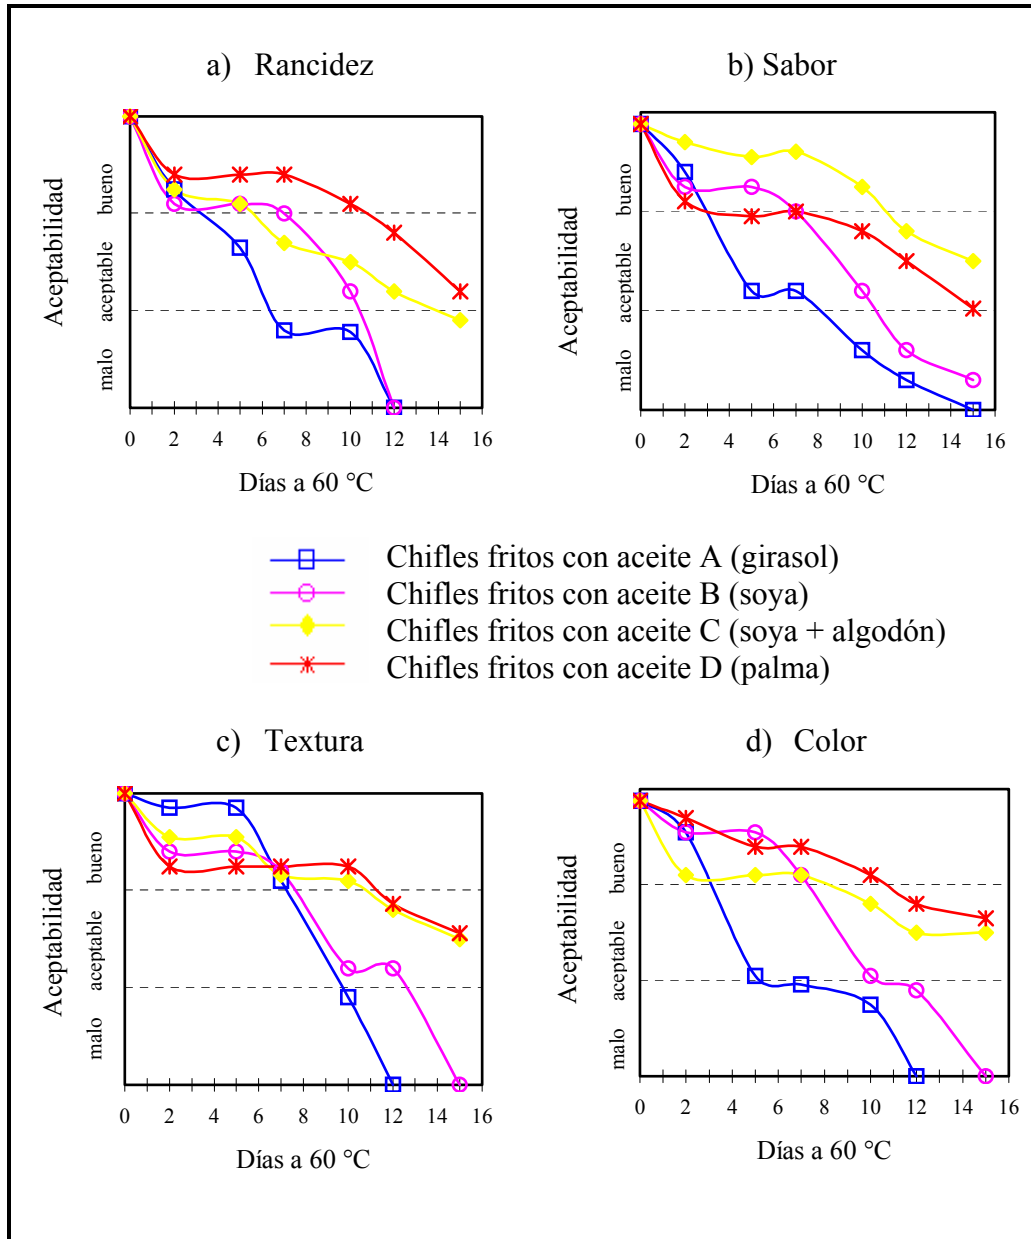 a) Rancidez
b) Sabor
Aceptabilidad
malo aceptable bueno
0 2 4 6 8 10 12 14 16
Días a 60 °C
Aceptabilidad
malo aceptable bueno
0 2 4 6 8 10 12 14 16
Días a 60 °C
Chifles fritos con aceite A (girasol)
Chifles fritos con aceite B (soya)
Chifles fritos con aceite C (soya + algodón)
Chifles fritos con aceite D (palma)
c) Textura
d) Color
Aceptabilidad
malo aceptable bueno
0 2 4 6 8 10 12 14 16
Días a 60 °C
Aceptabilidad
malo aceptable bueno
0 2 4 6 8 10 12 14 16
Días a 60 °C